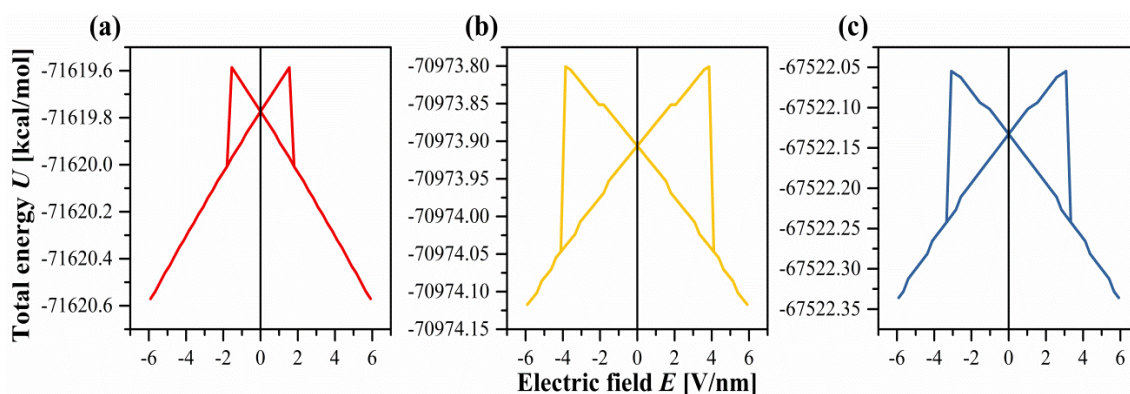 (a)
(b)
(c)
Total energy U [kcal/mol]
-71619.6
-71619.8
-71620.0
-71620.2
-71620.4
-71620.6
-6 -4 -2 0 2 4 6
-70973.80
-70973.85
-70973.90
-70973.95
-70974.00
-70974.05
-70974.10
-70974.15
-6 -4 -2 0 2 4 6
-67522.05
-67522.10
-67522.15
-67522.20
-67522.25
-67522.30
-67522.35
-6 -4 -2 0 2 4 6
Electric field E [V/nm]